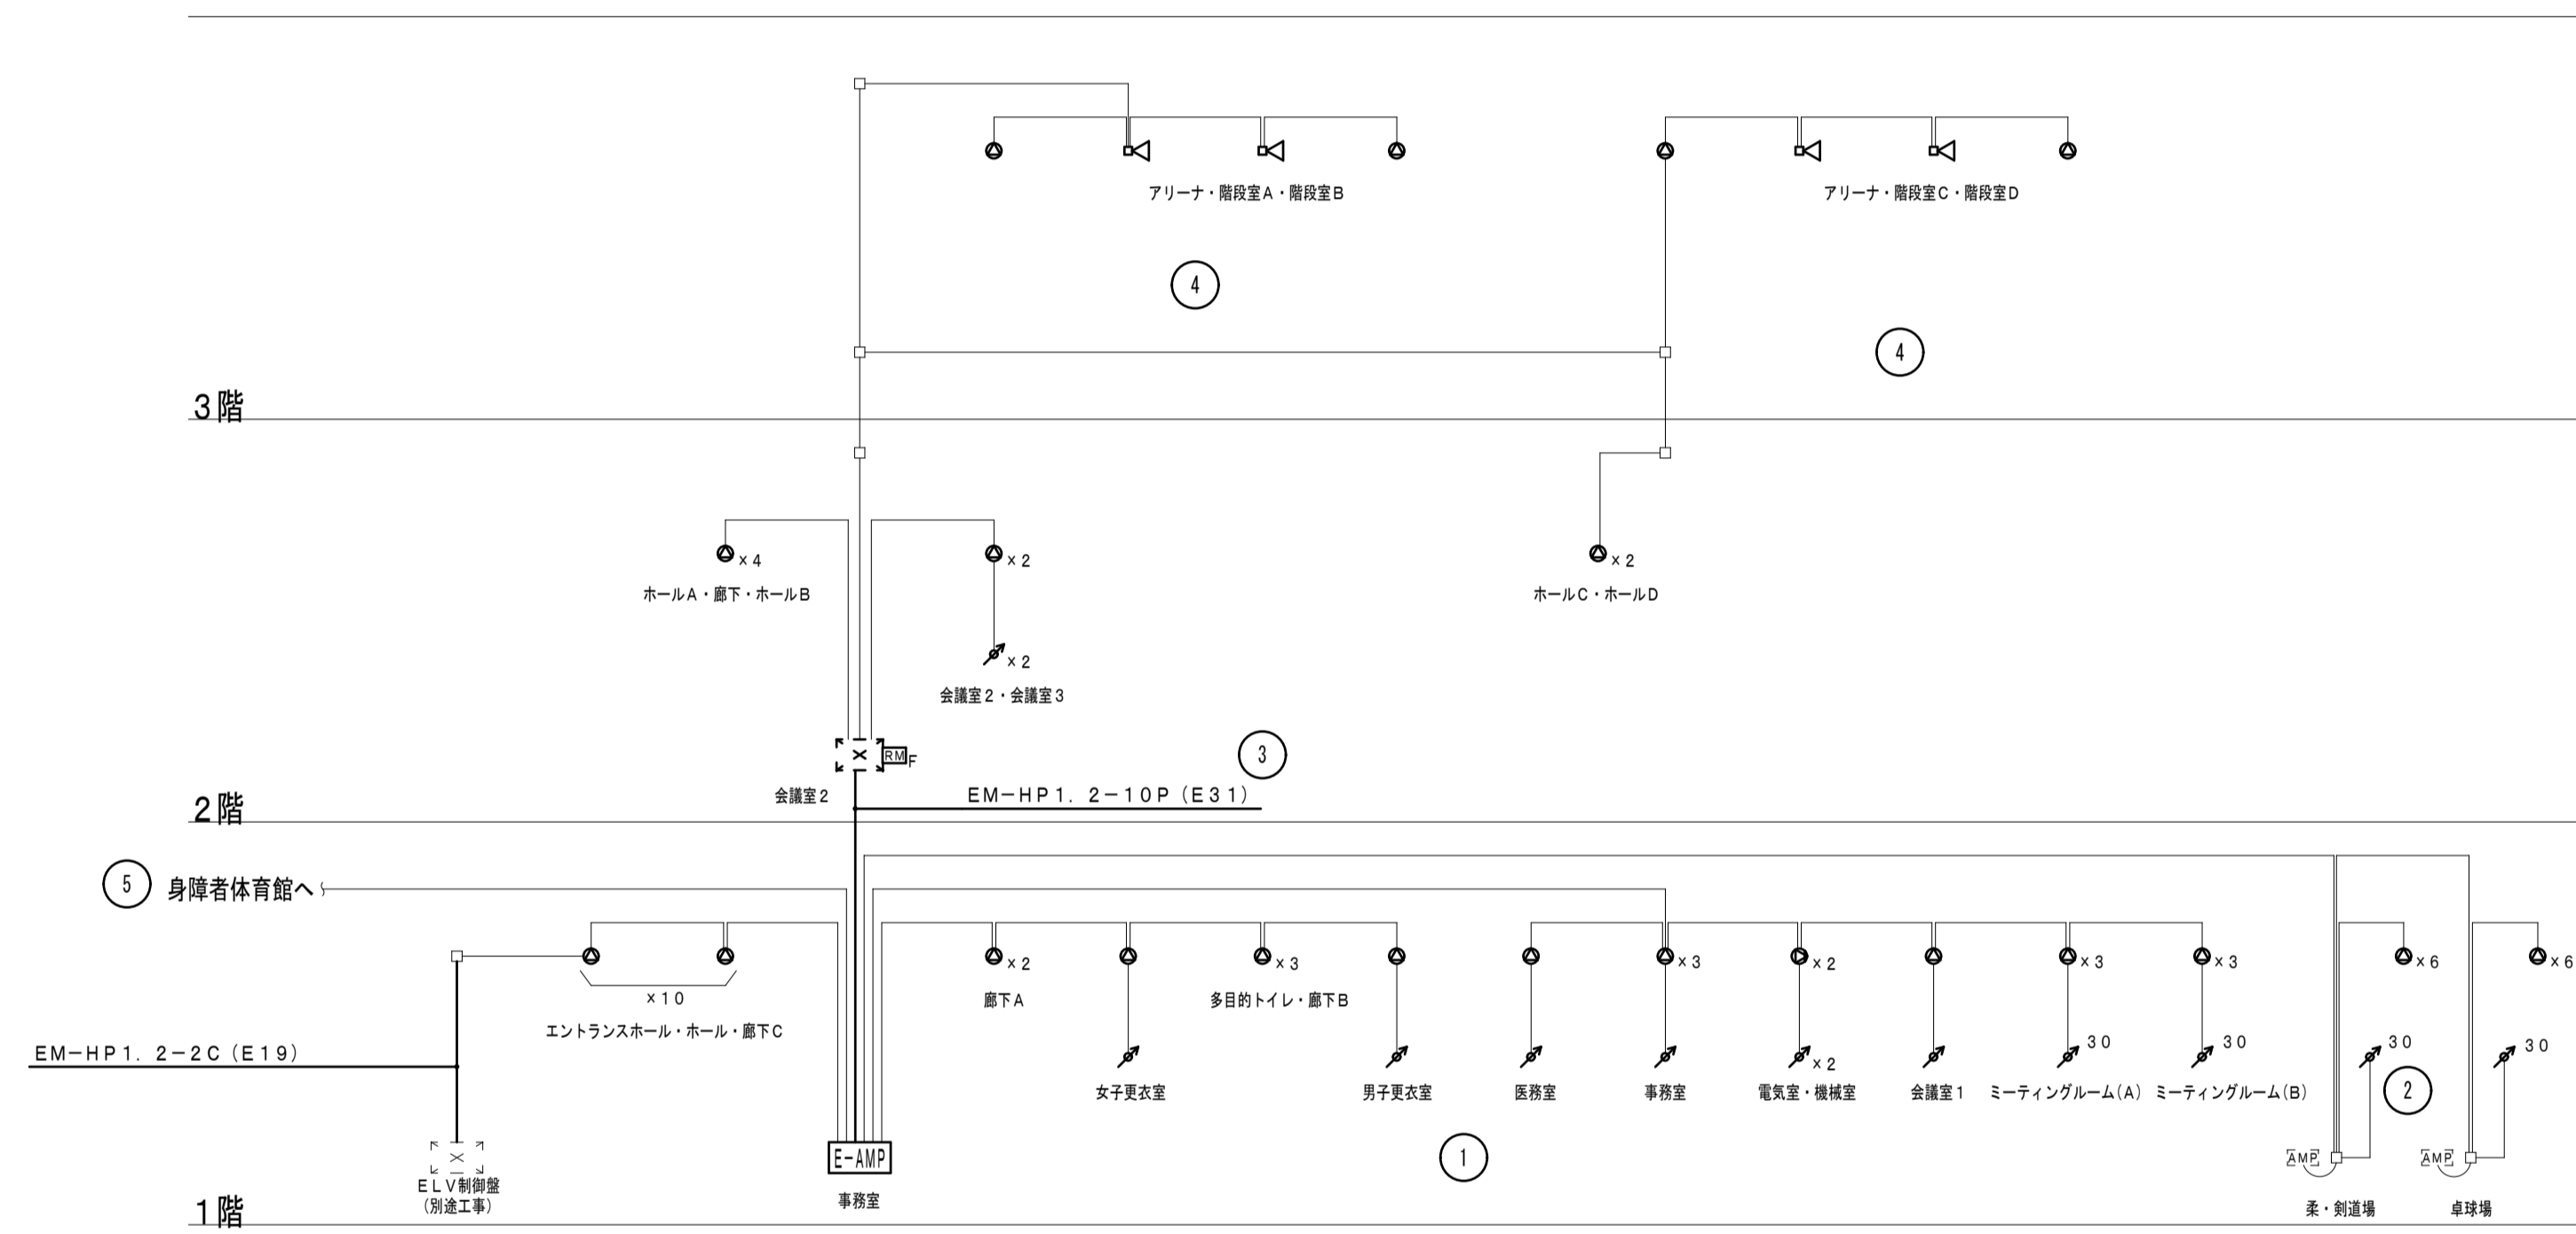 アリーナ・階段室A・階段室B
アリーナ・階段室C・階段室D
4
4
3階
×4
×2
×2
ホールA・廊下・ホールB
ホールC・ホールD
×2
会議室2・会議室3
RM F
3
会議室2
EM-HP1. 2-10P(E31)
2階
5
身障者体育館へ
×2
×3
×3
×2
×3
×3
×6
×6
×10
廊下A
多目的トイレ・廊下B
エントランスホール・ホール・廊下C
EM-HP1. 2-2C(E19)
×2
30
30
30
30
女子更衣室
男子更衣室
医務室
事務室
電気室・機械室
会議室1
ミーティングルーム(A)
ミーティングルーム(B)
2
E-AMP
1
AMP
AMP
ELV制御盤
(別途工事)
事務室
柔・剣道場
卓球場
1階